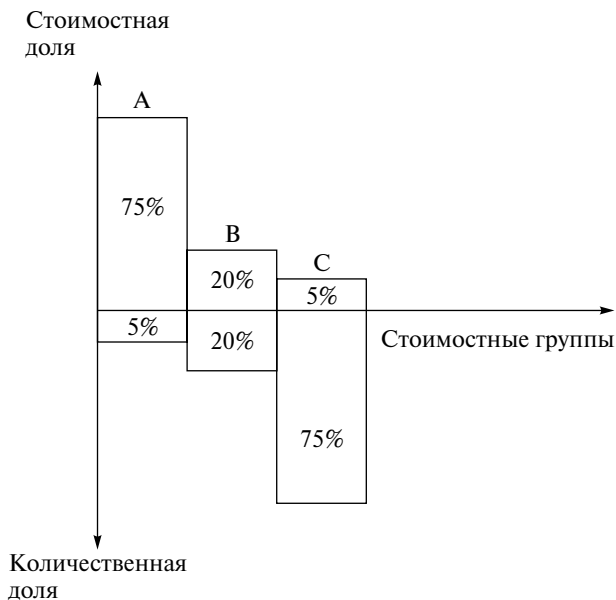 Стоимостная
доля
A
75%
B
C
20%
5%
5%
20%
Стоимостные группы
75%
Количественная
доля